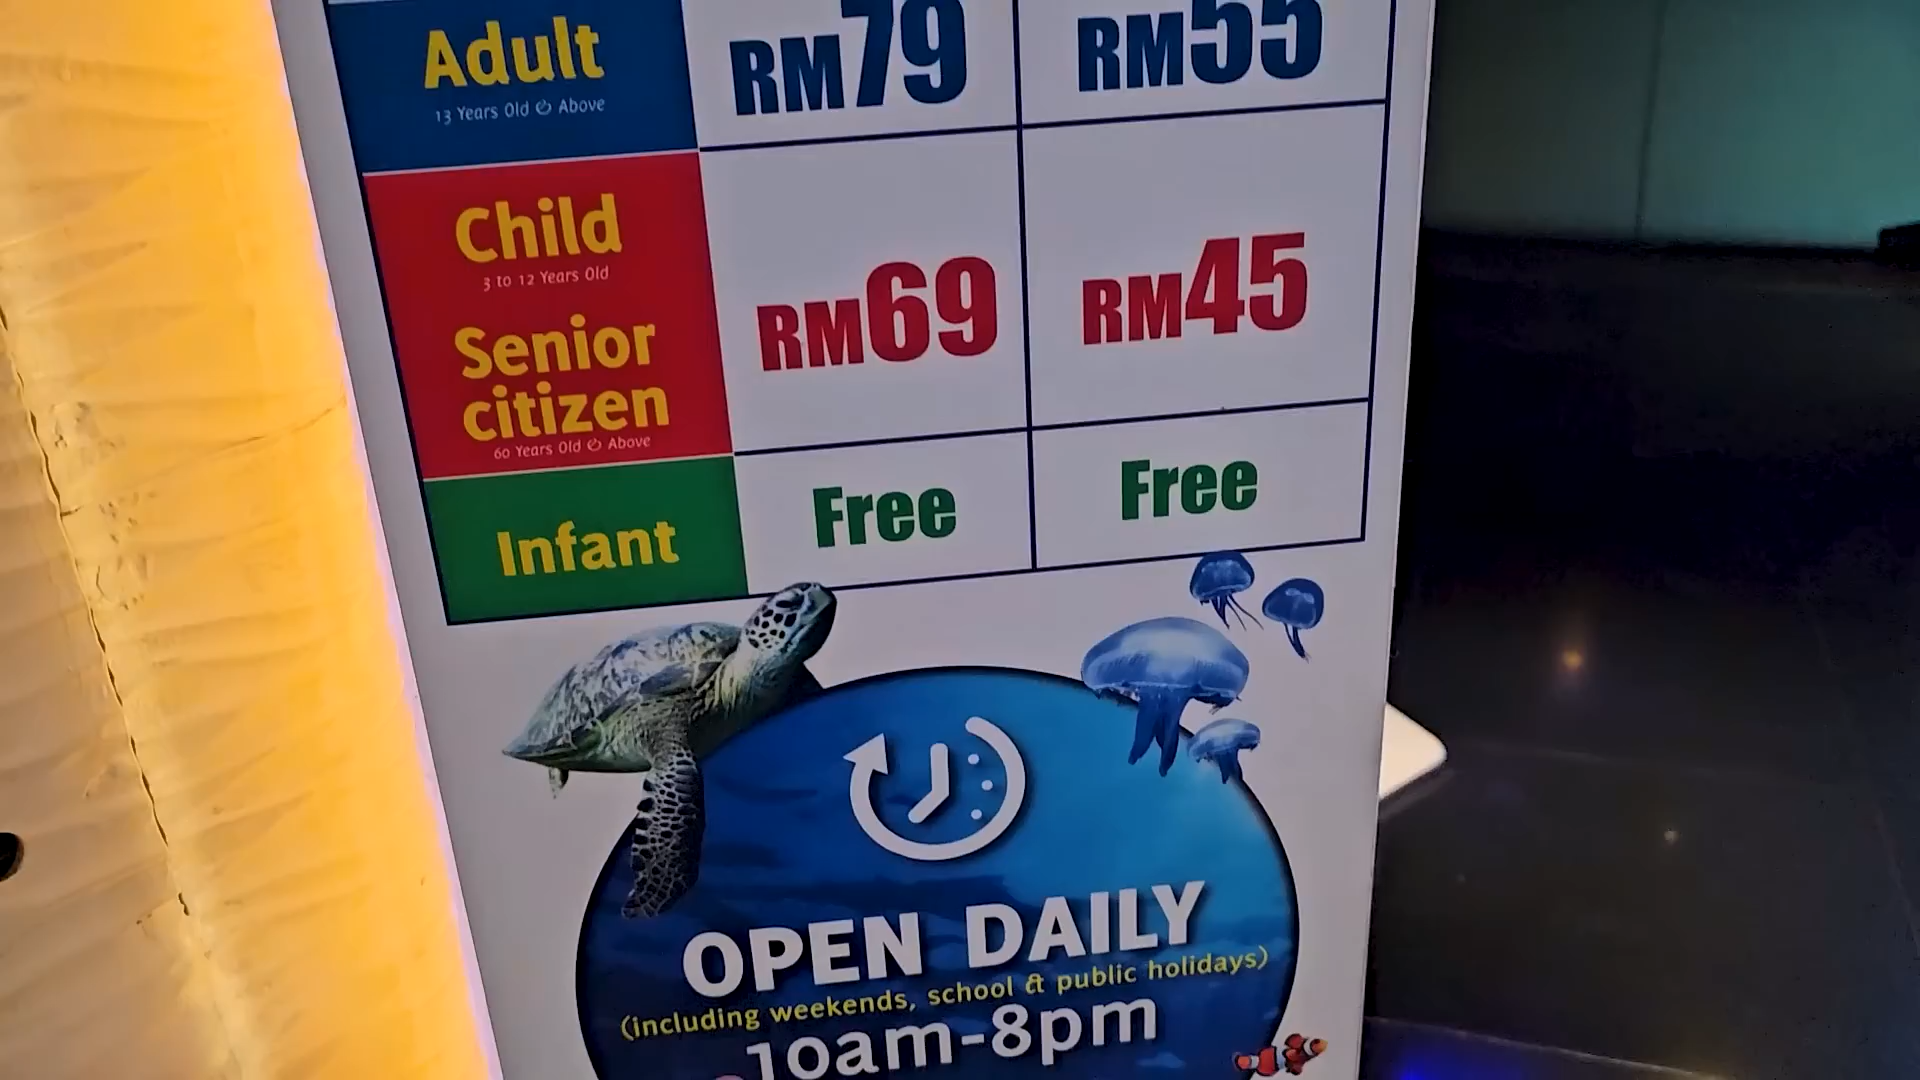 Adult
13 Years Old & Above
RM79
RM55
Child
3 to 12 Years Old
Senior
citizen
60 Years Old & Above
RM69
RM45
Infant
Free
Free
OPEN DAILY
(including weekends, school & public holidays)
10am-8pm